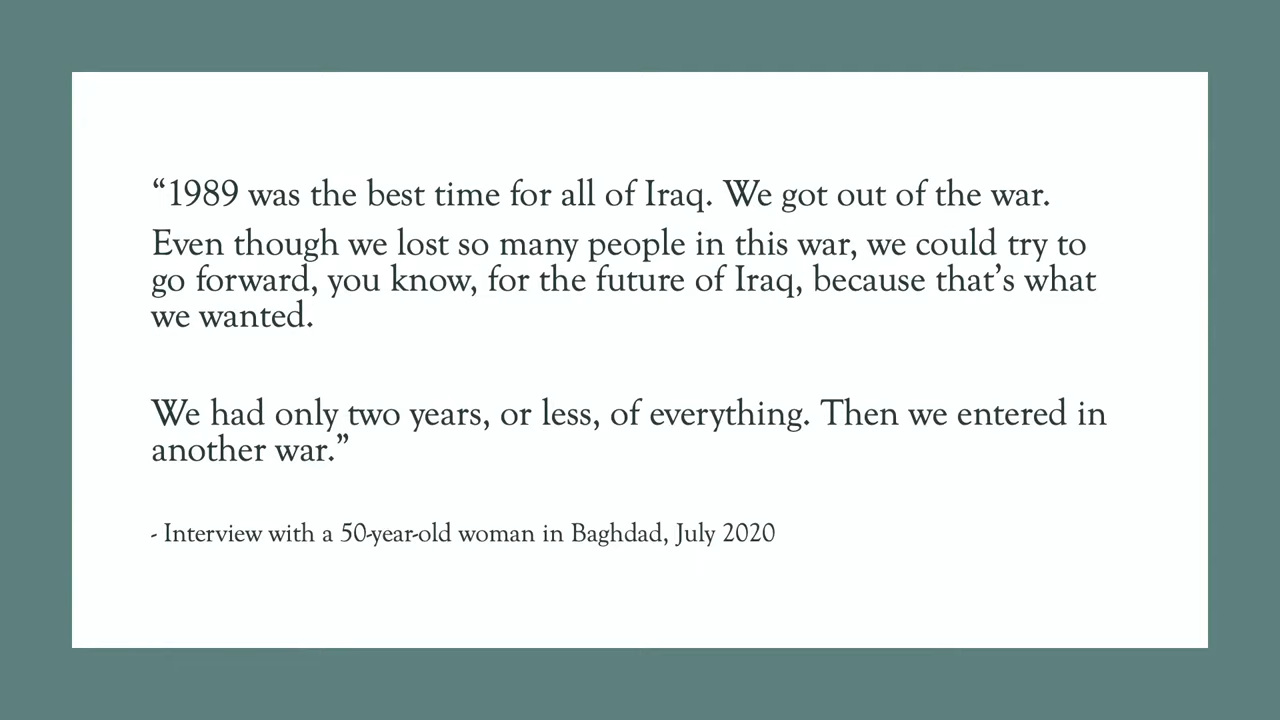 “1989 was the best time for all of Iraq. We got out of the war.
Even though we lost so many people in this war, we could try to
go forward, you know, for the future of Iraq, because that’s what
we wanted.
We had only two years, or less, of everything. Then we entered in
another war.”
- Interview with a 50-year-old woman in Baghdad, July 2020